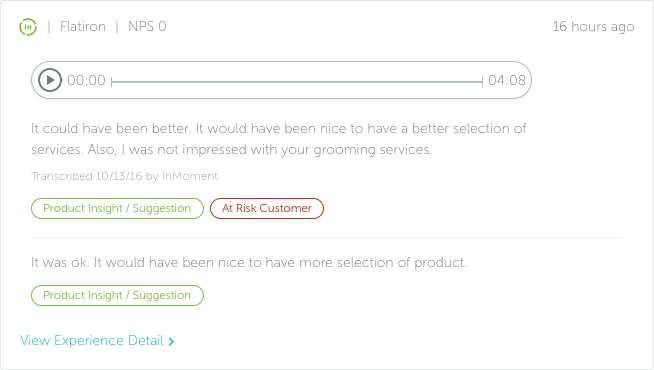 in | Flatiron | NPS 0
16 hours ago
00:00
04:08
It could have been better. It would have been nice to have a better selection of
services. Also, I was not impressed with your grooming services.
Transcribed 10/13/16 by InMoment
Product Insight / Suggestion
At Risk Customer
It was ok. It would have been nice to have more selection of product.
Product Insight / Suggestion
View Experience Detail